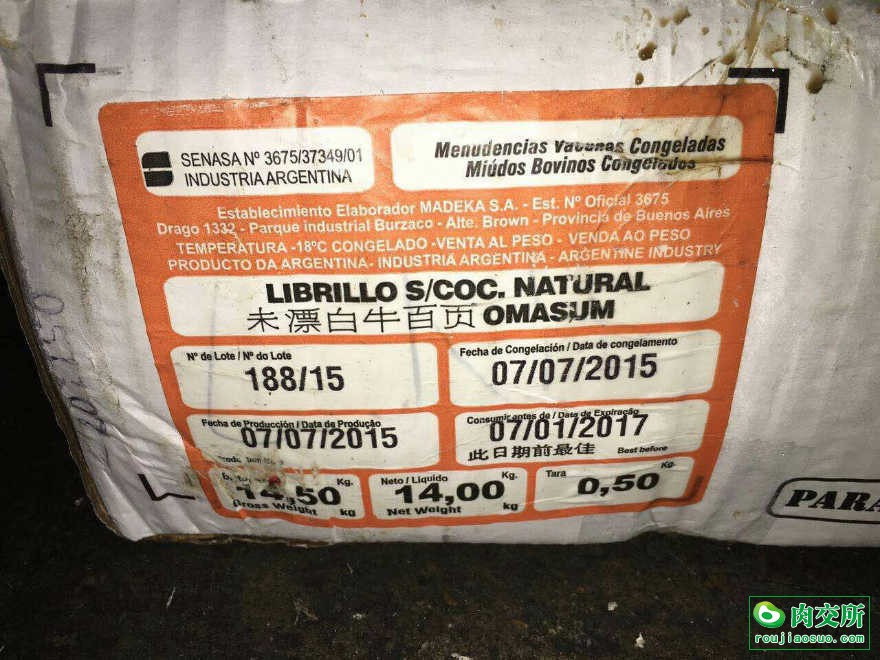 SENASA Nº 3675/37349/01
INDUSTRIA ARGENTINA
Menudencias Vacunas Congeladas
Miúdos Bovinos Congelados
Establecimiento Elaborador MADEKA S.A. - Est. Nº Oficial 3675
Drago 1332 - Parque industrial Burzaco - Alte. Brown - Provincia de Buenos Aires
TEMPERATURA -18ºC CONGELADO -VENTA AL PESO - VENDA AO PESO
PRODUCTO DA ARGENTINA- INDUSTRIA ARGENTINA - ARGENTINE INDUSTRY
LIBRILLO S/COC. NATURAL
未漂白牛百页 OMASUM
Nº de Lote / Nº do Lote
188/15
Fecha de Congelación / Data de congelamento
07/07/2015
Fecha de Producción / Data de Produção
07/07/2015
Consumir antes de / Data de Expiração
07/01/2017
此日期前最佳 Best before
Kg.
14,50
Gross Weight kg
Neto / Liquido Kg.
14,00
Net Weight kg
Tara Kg.
0,50
PARA
肉交所
roujiaosuo.com